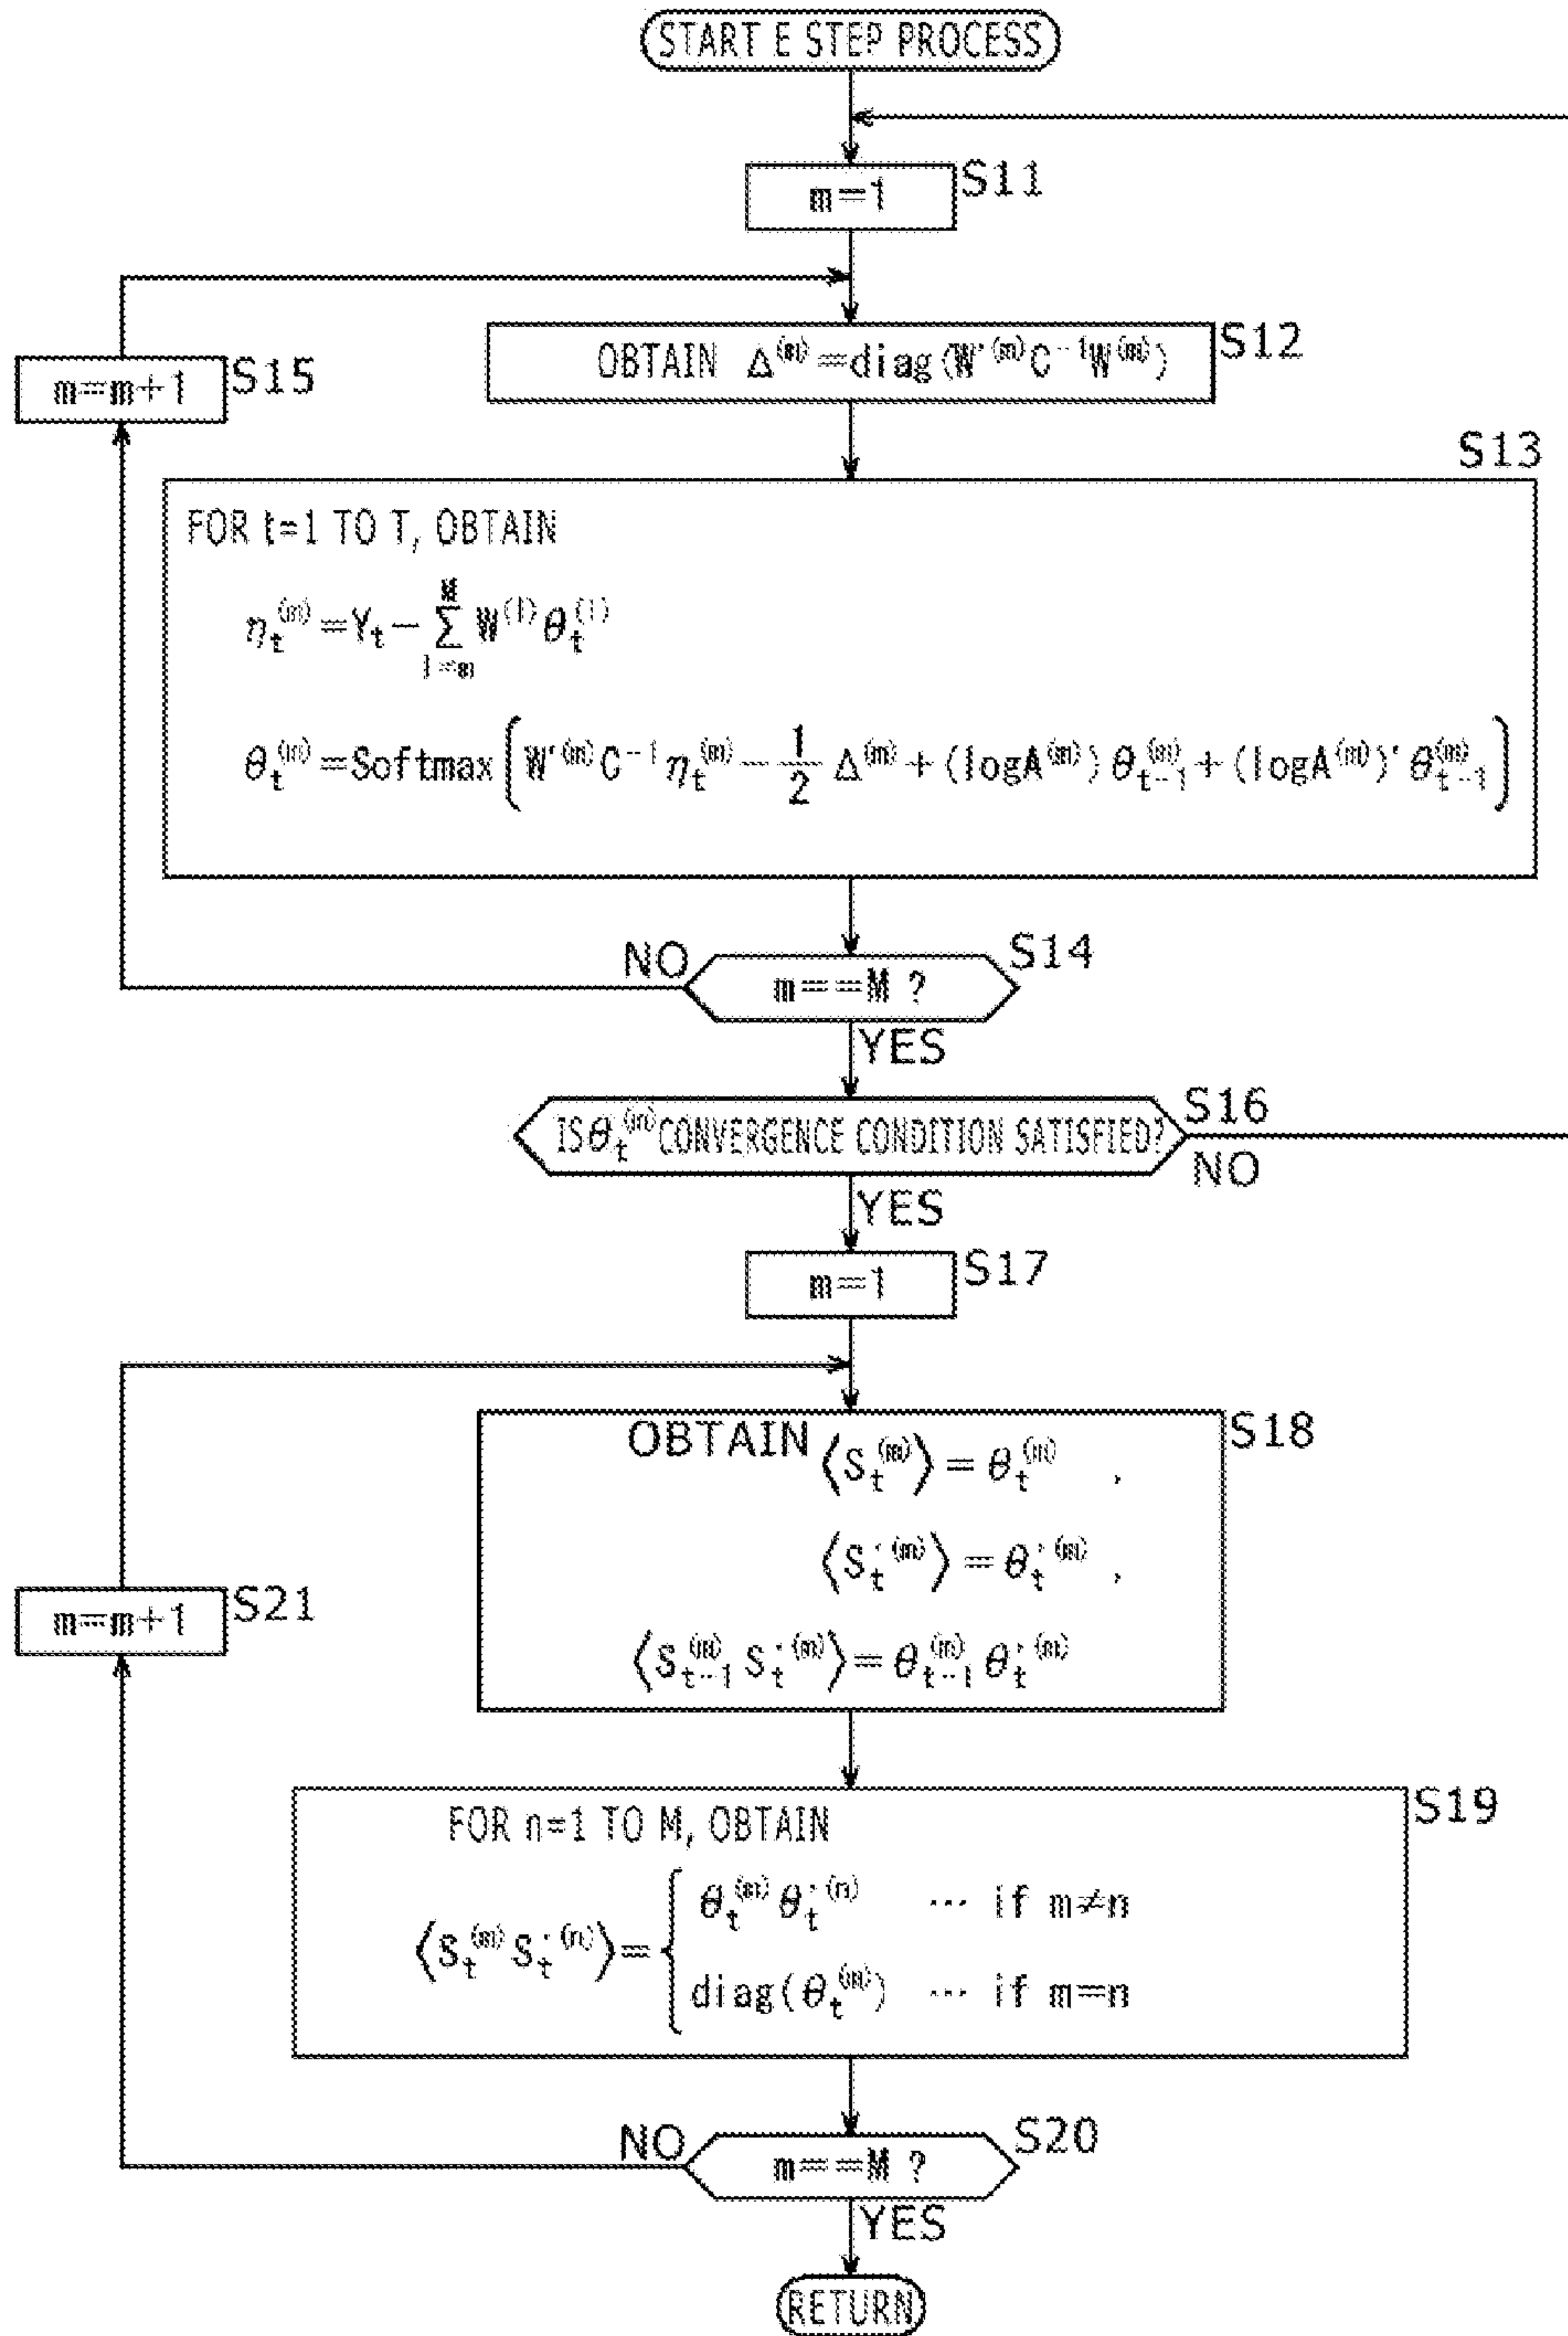 START E STEP PROCESS
m=1 S11
OBTAIN Δ^(m)=diag(W'^(m)C^-1W^(m)) S12
m=m+1 S15
S13
FOR t=1 TO T, OBTAIN
η_t^(m)=Y_t-Σ_{l=m}^{M} W^(l)θ_t^(l)
θ_t^(m)=Softmax[W'^(m)C^-1η_t^(m)-1/2Δ^(m)+(logA^(m))θ_{t-1}^(m)+(logA^(m))'θ_{t-1}^(m)]
NO m==M ? S14
YES
IS θ_t^(m) CONVERGENCE CONDITION SATISFIED? S16
NO
YES
m=1 S17
OBTAIN ⟨S_t^(m)⟩=θ_t^(m) , S18
⟨S_t'^(m)⟩=θ_t'^(m) ,
m=m+1 S21
⟨S_{t-1}^(m) S_t'^(m)⟩=θ_{t-1}^(m) θ_t'^(m)
S19
FOR n=1 TO M, OBTAIN
⟨S_t^(m) S_t'^(n)⟩={ θ_t^(m) θ_t'^(n) … if m≠n
diag(θ_t^(m)) … if m=n
NO m==M ? S20
YES
RETURN